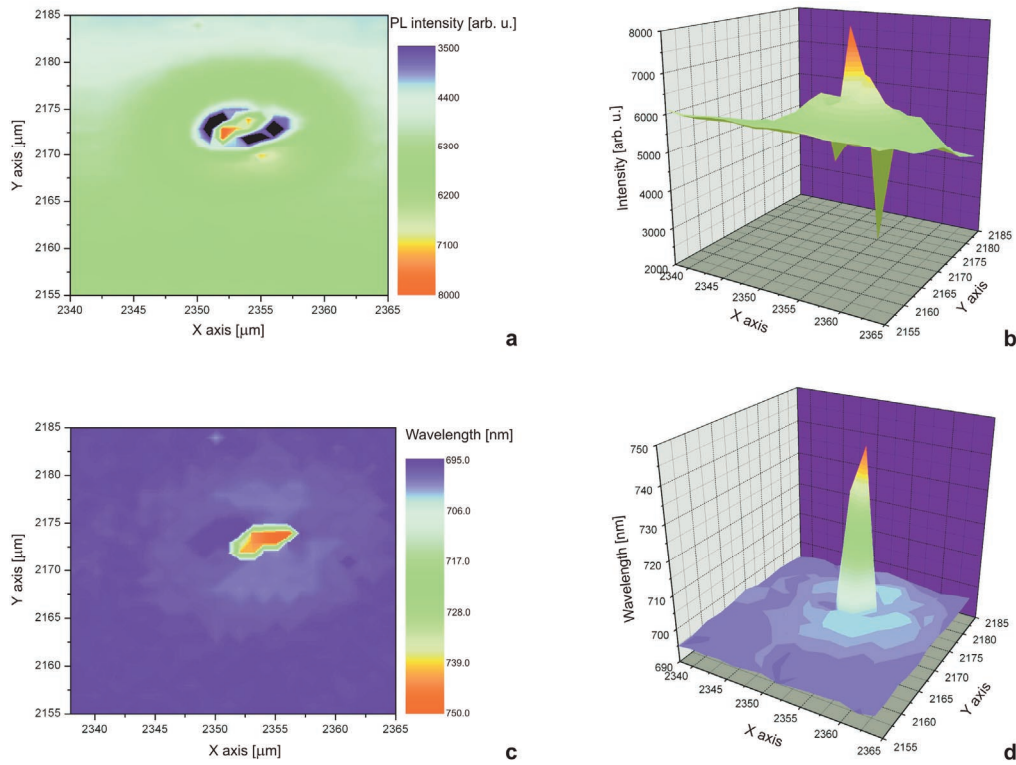 PL intensity [arb. u.]
2185
2180
2175
2170
2165
2160
2155
Y axis [µm]
2340 2345 2350 2355 2360 2365
X axis [µm]
3500
4400
6300
6200
7100
8000
a
8000
7000
6000
5000
4000
3000
2000
Intensity [arb. u.]
2340 2345 2350 2355 2360 2365
X axis
2185
2180
2175
2170
2165
2160
2155
Y axis
b
Wavelength [nm]
2185
2180
2175
2170
2165
2160
2155
Y axis [µm]
2340 2345 2350 2355 2360 2365
X axis [µm]
695.0
706.0
717.0
728.0
739.0
750.0
c
750
740
730
720
710
700
690
Wavelength [nm]
2340 2345 2350 2355 2360 2365
X axis
2185
2180
2175
2170
2165
2160
2155
Y axis
d